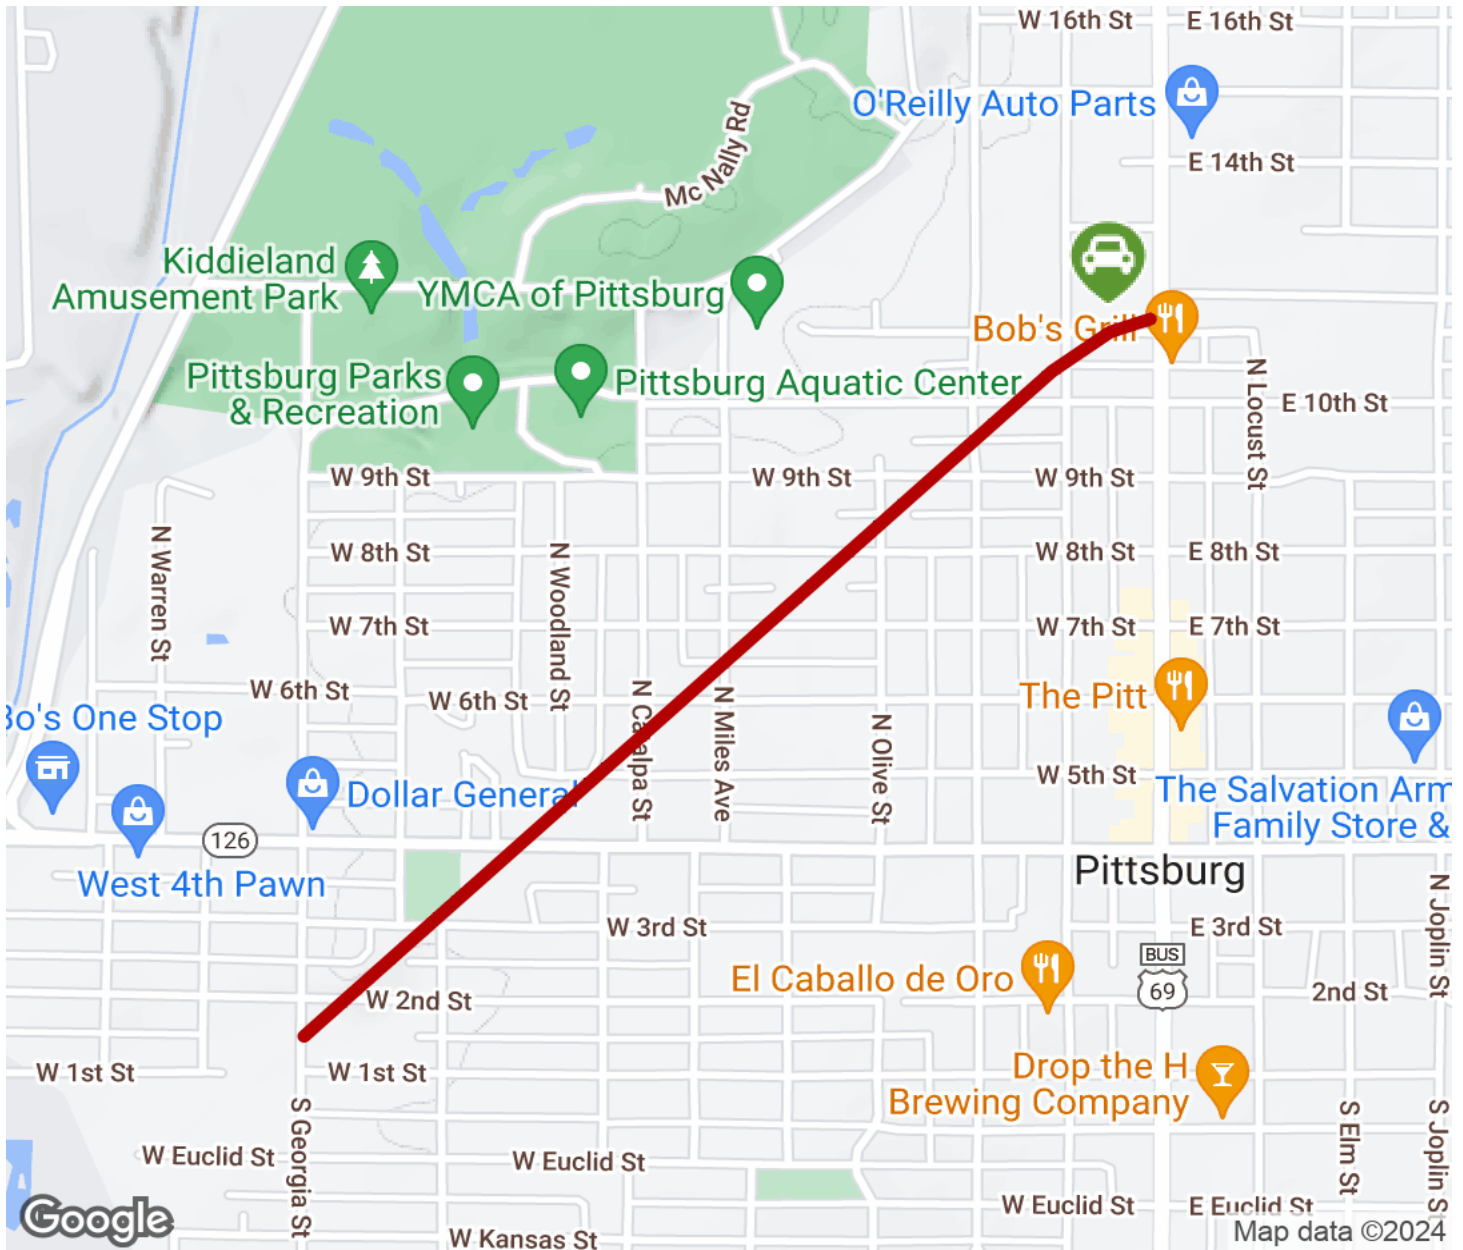 W 16th St
E 16th St
O'Reilly Auto Parts
Mc Nally Rd
E 14th St
Kiddieland
Amusement Park
YMCA of Pittsburg
Bob's Grill
Pittsburg Parks
& Recreation
Pittsburg Aquatic Center
N Locust St
E 10th St
W 9th St
W 9th St
W 9th St
N Warren St
W 8th St
N Woodland St
W 8th St
E 8th St
W 7th St
W 7th St
E 7th St
W 6th St
W 6th St
N Catalpa St
N Miles Ave
N Olive St
The Pitt
Bo's One Stop
Dollar General
W 5th St
The Salvation Arm
Family Store &
126
West 4th Pawn
Pittsburg
N Joplin St
W 3rd St
E 3rd St
BUS
69
El Caballo de Oro
W 2nd St
2nd St
W 1st St
W 1st St
Drop the H
Brewing Company
S Georgia St
S Elm St
S Joplin St
W Euclid St
W Euclid St
W Euclid St
E Euclid St
W Kansas St
Google
Map data ©2024